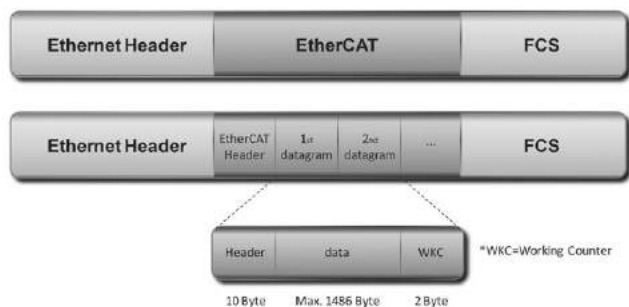 Ethernet Header EtherCAT FCS
Ethernet Header EtherCAT Header 1st datagram 2nd datagram ... FCS
Header data WKC *WKC=Working Counter
10 Byte Max. 1486 Byte 2 Byte